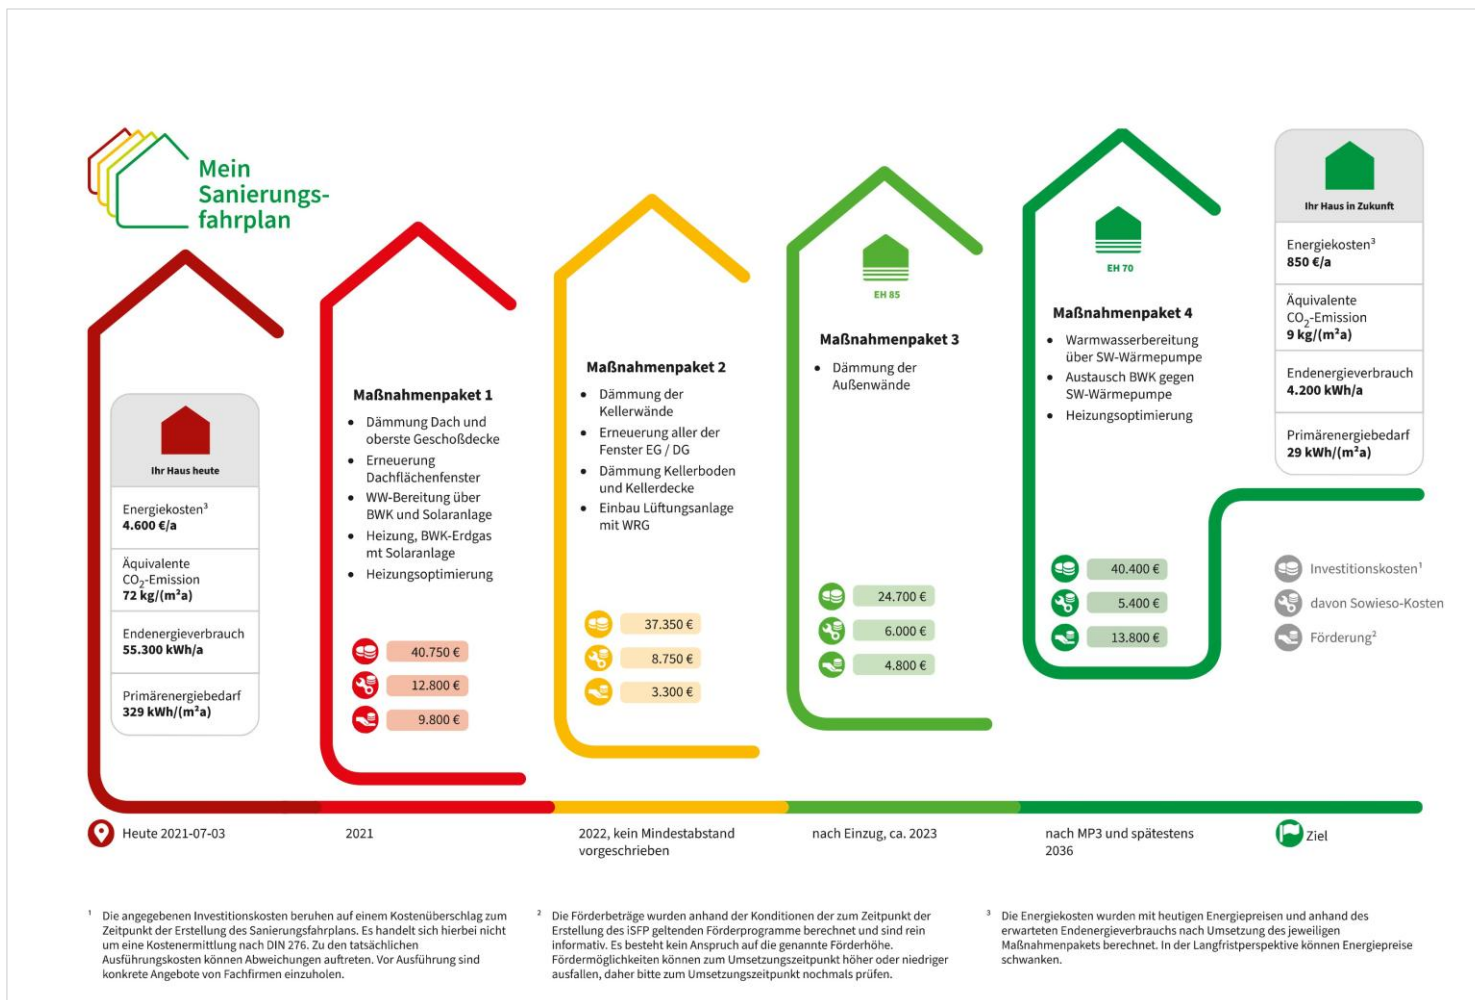 Mein
Sanierungs-
fahrplan
Ihr Haus heute
Energiekosten³
4.600 €/a
Äquivalente
CO₂-Emission
72 kg/(m²a)
Endenergieverbrauch
55.300 kWh/a
Primärenergiebedarf
329 kWh/(m²a)
Maßnahmenpaket 1
• Dämmung Dach und
oberste Geschoßdecke
• Erneuerung
Dachflächenfenster
• WW-Bereitung über
BWK und Solaranlage
• Heizung, BWK-Erdgas
mt Solaranlage
• Heizungsoptimierung
40.750 €
12.800 €
9.800 €
Maßnahmenpaket 2
• Dämmung der
Kellerwände
• Erneuerung aller der
Fenster EG / DG
• Dämmung Kellerboden
und Kellerdecke
• Einbau Lüftungsanlage
mit WRG
37.350 €
8.750 €
3.300 €
EH 85
Maßnahmenpaket 3
• Dämmung der
Außenwände
24.700 €
6.000 €
4.800 €
EH 70
Maßnahmenpaket 4
• Warmwasserbereitung
über SW-Wärmepumpe
• Austausch BWK gegen
SW-Wärmepumpe
• Heizungsoptimierung
40.400 €
5.400 €
13.800 €
Ihr Haus in Zukunft
Energiekosten³
850 €/a
Äquivalente
CO₂-Emission
9 kg/(m²a)
Endenergieverbrauch
4.200 kWh/a
Primärenergiebedarf
29 kWh/(m²a)
Investitionskosten¹
davon Sowieso-Kosten
Förderung²
Heute 2021-07-03
2021
2022, kein Mindestabstand
vorgeschrieben
nach Einzug, ca. 2023
nach MP3 und spätestens
2036
Ziel
¹ Die angegebenen Investitionskosten beruhen auf einem Kostenüberschlag zum
Zeitpunkt der Erstellung des Sanierungsfahrplans. Es handelt sich hierbei nicht
um eine Kostenermittlung nach DIN 276. Zu den tatsächlichen
Ausführungskosten können Abweichungen auftreten. Vor Ausführung sind
konkrete Angebote von Fachfirmen einzuholen.
² Die Förderbeträge wurden anhand der Konditionen der zum Zeitpunkt der
Erstellung des iSFP geltenden Förderprogramme berechnet und sind rein
informativ. Es besteht kein Anspruch auf die genannte Förderhöhe.
Fördermöglichkeiten können zum Umsetzungszeitpunkt höher oder niedriger
ausfallen, daher bitte zum Umsetzungszeitpunkt nochmals prüfen.
³ Die Energiekosten wurden mit heutigen Energiepreisen und anhand des
erwarteten Endenergieverbrauchs nach Umsetzung des jeweiligen
Maßnahmenpakets berechnet. In der Langfristperspektive können Energiepreise
schwanken.